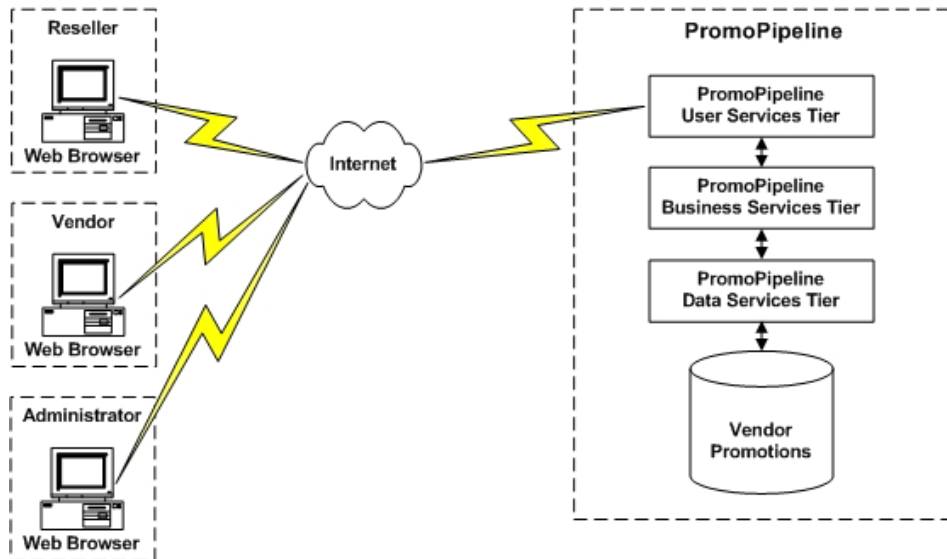 Reseller
Web Browser
Vendor
Web Browser
Administrator
Web Browser
Internet
PromoPipeline
PromoPipeline
User Services Tier
PromoPipeline
Business Services Tier
PromoPipeline
Data Services Tier
Vendor
Promotions